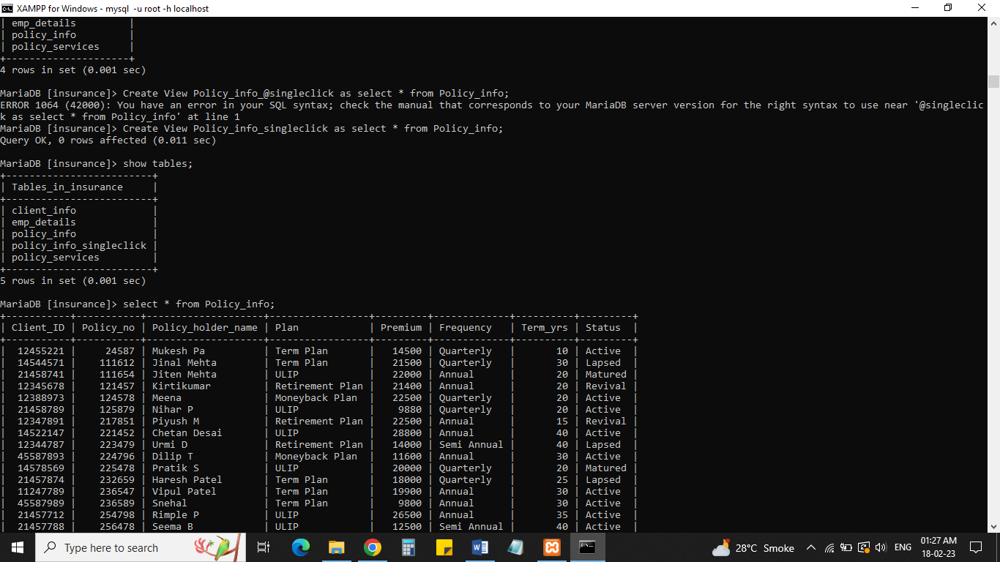 XAMPP for Windows - mysql  -u root -h localhost
| emp_details         |
| policy_info         |
| policy_services     |
+---------------------+
4 rows in set (0.001 sec)
MariaDB [insurance]> Create View Policy_info_@singleclick as select * from Policy_info;
ERROR 1064 (42000): You have an error in your SQL syntax; check the manual that corresponds to your MariaDB server version for the right syntax to use near '@singleclic
k as select * from Policy_info' at line 1
MariaDB [insurance]> Create View Policy_info_singleclick as select * from Policy_info;
Query OK, 0 rows affected (0.011 sec)
MariaDB [insurance]> show tables;
+-------------------------+
| Tables_in_insurance     |
+-------------------------+
| client_info             |
| emp_details             |
| policy_info             |
| policy_info_singleclick |
| policy_services         |
+-------------------------+
5 rows in set (0.001 sec)
MariaDB [insurance]> select * from Policy_info;
+-----------+-----------+--------------------+-----------------+---------+-------------+----------+---------+
| Client_ID | Policy_no | Policy_holder_name | Plan            | Premium | Frequency   | Term_yrs | Status  |
+-----------+-----------+--------------------+-----------------+---------+-------------+----------+---------+
|  12455221 |     24587 | Mukesh Pa          | Term Plan       |   14500 | Quarterly   |       10 | Active  |
|  14544571 |    111612 | Jinal Mehta        | Term Plan       |   21500 | Quarterly   |       30 | Lapsed  |
|  21458741 |    111654 | Jiten Mehta        | ULIP            |   22000 | Annual      |       20 | Matured |
|  12345678 |    121457 | Kirtikumar         | Retirement Plan |   21400 | Annual      |       20 | Revival |
|  12388973 |    124578 | Meena              | Moneyback Plan  |   22500 | Quarterly   |       20 | Active  |
|  21458789 |    125879 | Nihar P            | ULIP            |    9880 | Quarterly   |       20 | Active  |
|  12347891 |    217851 | Piyush M           | Retirement Plan |   22500 | Annual      |       15 | Revival |
|  14522147 |    221452 | Chetan Desai       | ULIP            |   28800 | Annual      |       40 | Active  |
|  12344787 |    223479 | Urmi D             | Retirement Plan |   14000 | Semi Annual |       40 | Lapsed  |
|  45587893 |    224796 | Dilip T            | Moneyback Plan  |   11600 | Annual      |       30 | Active  |
|  14578569 |    225478 | Pratik S           | ULIP            |   20000 | Quarterly   |       20 | Matured |
|  21457874 |    232659 | Haresh Patel       | Term Plan       |   18000 | Quarterly   |       25 | Lapsed  |
|  11247789 |    236547 | Vipul Patel        | Term Plan       |   19900 | Annual      |       30 | Active  |
|  45587989 |    236589 | Snehal             | Term Plan       |    9800 | Annual      |       30 | Active  |
|  21457712 |    254798 | Rimple P           | ULIP            |   26500 | Annual      |       35 | Active  |
|  21457788 |    256478 | Seema B            | ULIP            |   12500 | Semi Annual |       40 | Active  |
Type here to search
28°C  Smoke
ENG
01:27 AM
18-02-23